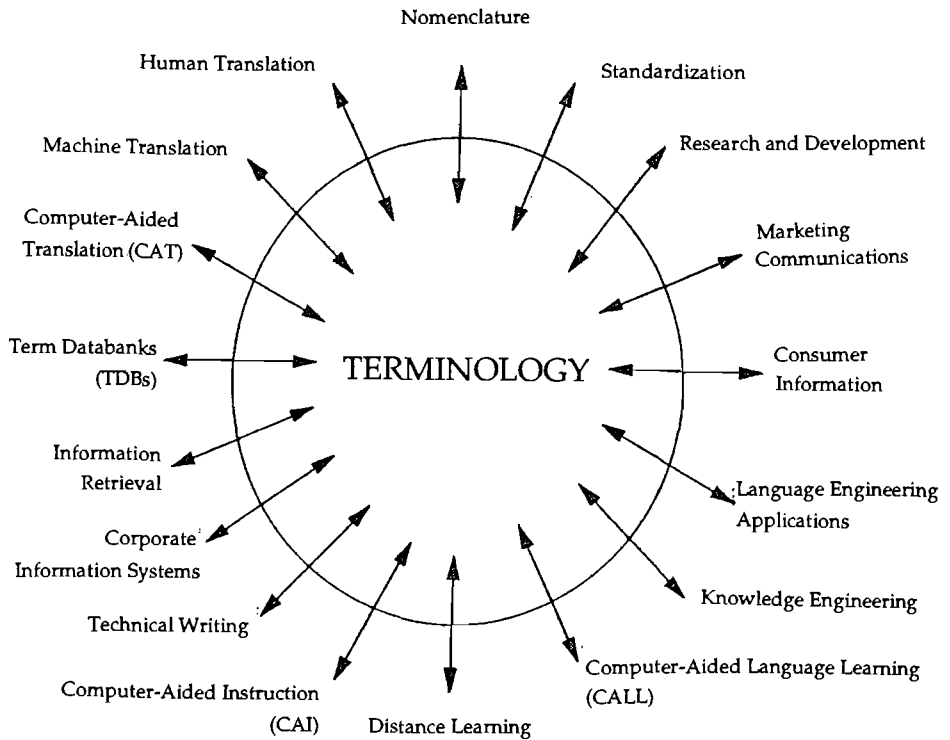 Nomenclature
Human Translation
Standardization
Machine Translation
Research and Development
Computer-Aided
Translation (CAT)
Marketing
Communications
Term Databanks
(TDBs)
TERMINOLOGY
Consumer
Information
Information
Retrieval
Language Engineering
Applications
Corporate
Information Systems
Knowledge Engineering
Technical Writing
Computer-Aided Language Learning
(CALL)
Computer-Aided Instruction
(CAI)
Distance Learning